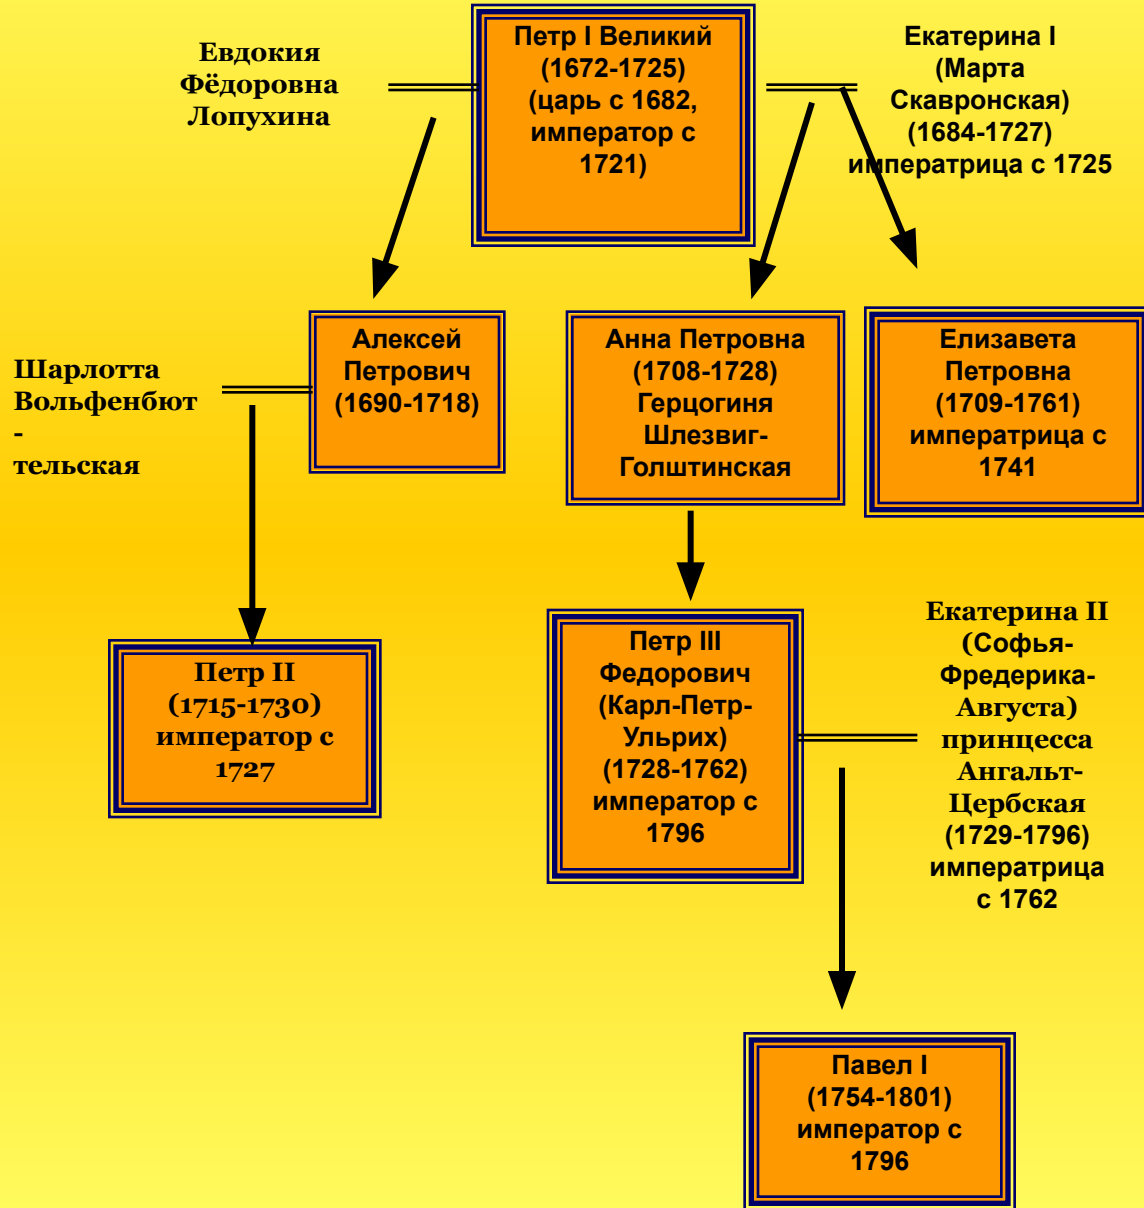 Евдокия
Фёдоровна
Лопухина
Петр I Великий
(1672-1725)
(царь с 1682,
император с
1721)
Екатерина I
(Марта
Скавронская)
(1684-1727)
императрица с 1725
Шарлотта
Вольфенбют
-
тельская
Алексей
Петрович
(1690-1718)
Анна Петровна
(1708-1728)
Герцогиня
Шлезвиг-
Голштинская
Елизавета
Петровна
(1709-1761)
императрица с
1741
Петр II
(1715-1730)
император с
1727
Петр III
Федорович
(Карл-Петр-
Ульрих)
(1728-1762)
император с
1796
Екатерина II
(Софья-
Фредерика-
Августа)
принцесса
Ангальт-
Цербская
(1729-1796)
императрица
с 1762
Павел I
(1754-1801)
император с
1796